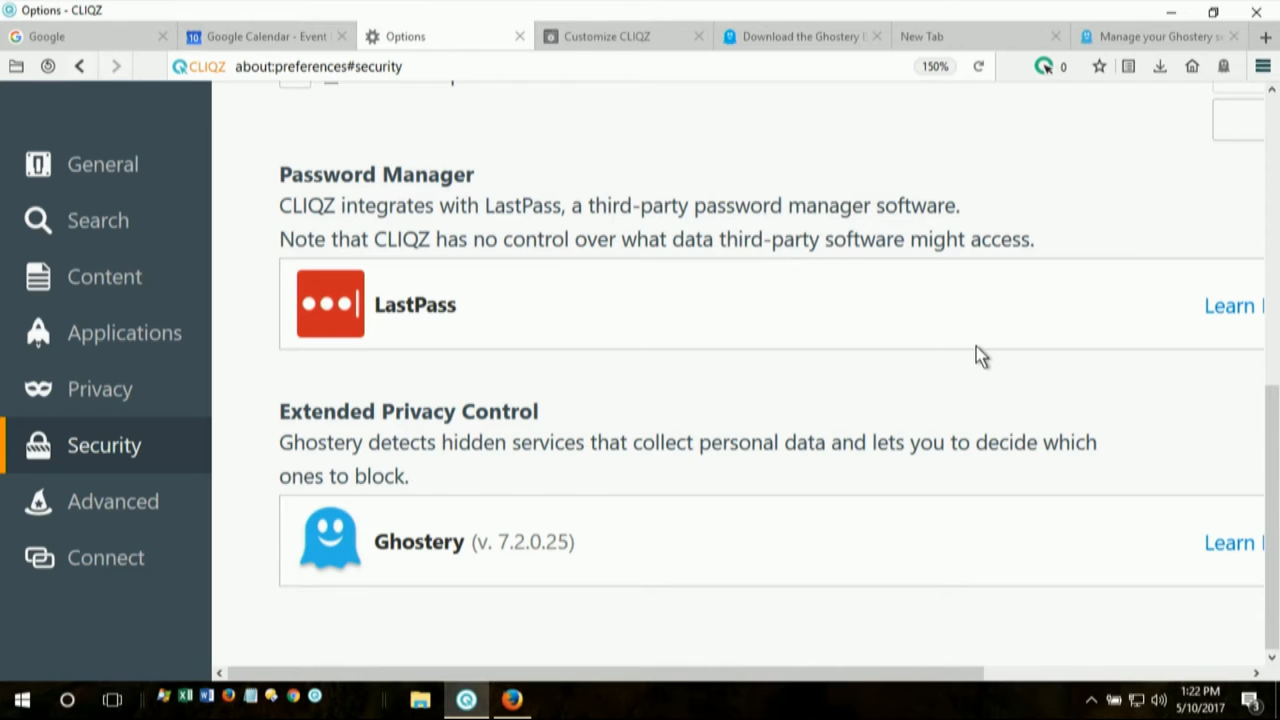 Options - CLIQZ
Google
10 Google Calendar - Event
Options
Customize CLIQZ
Download the Ghostery
New Tab
Manage your Ghostery s
CLIQZ about:preferences#security
150%
0
General
Search
Content
Applications
Privacy
Security
Advanced
Connect
Password Manager
CLIQZ integrates with LastPass, a third-party password manager software.
Note that CLIQZ has no control over what data third-party software might access.
LastPass
Learn
Extended Privacy Control
Ghostery detects hidden services that collect personal data and lets you to decide which
ones to block.
Ghostery (v. 7.2.0.25)
Learn
1:22 PM
5/10/2017
3